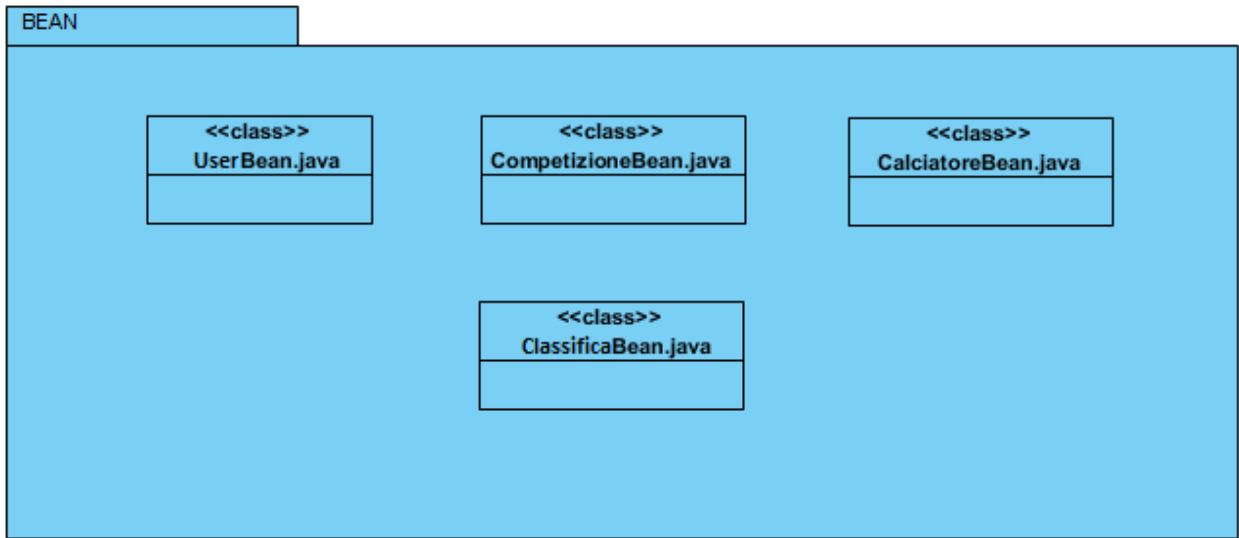 BEAN
<<class>>
UserBean.java
<<class>>
CompetizioneBean.java
<<class>>
CalciatoreBean.java
<<class>>
ClassificaBean.java